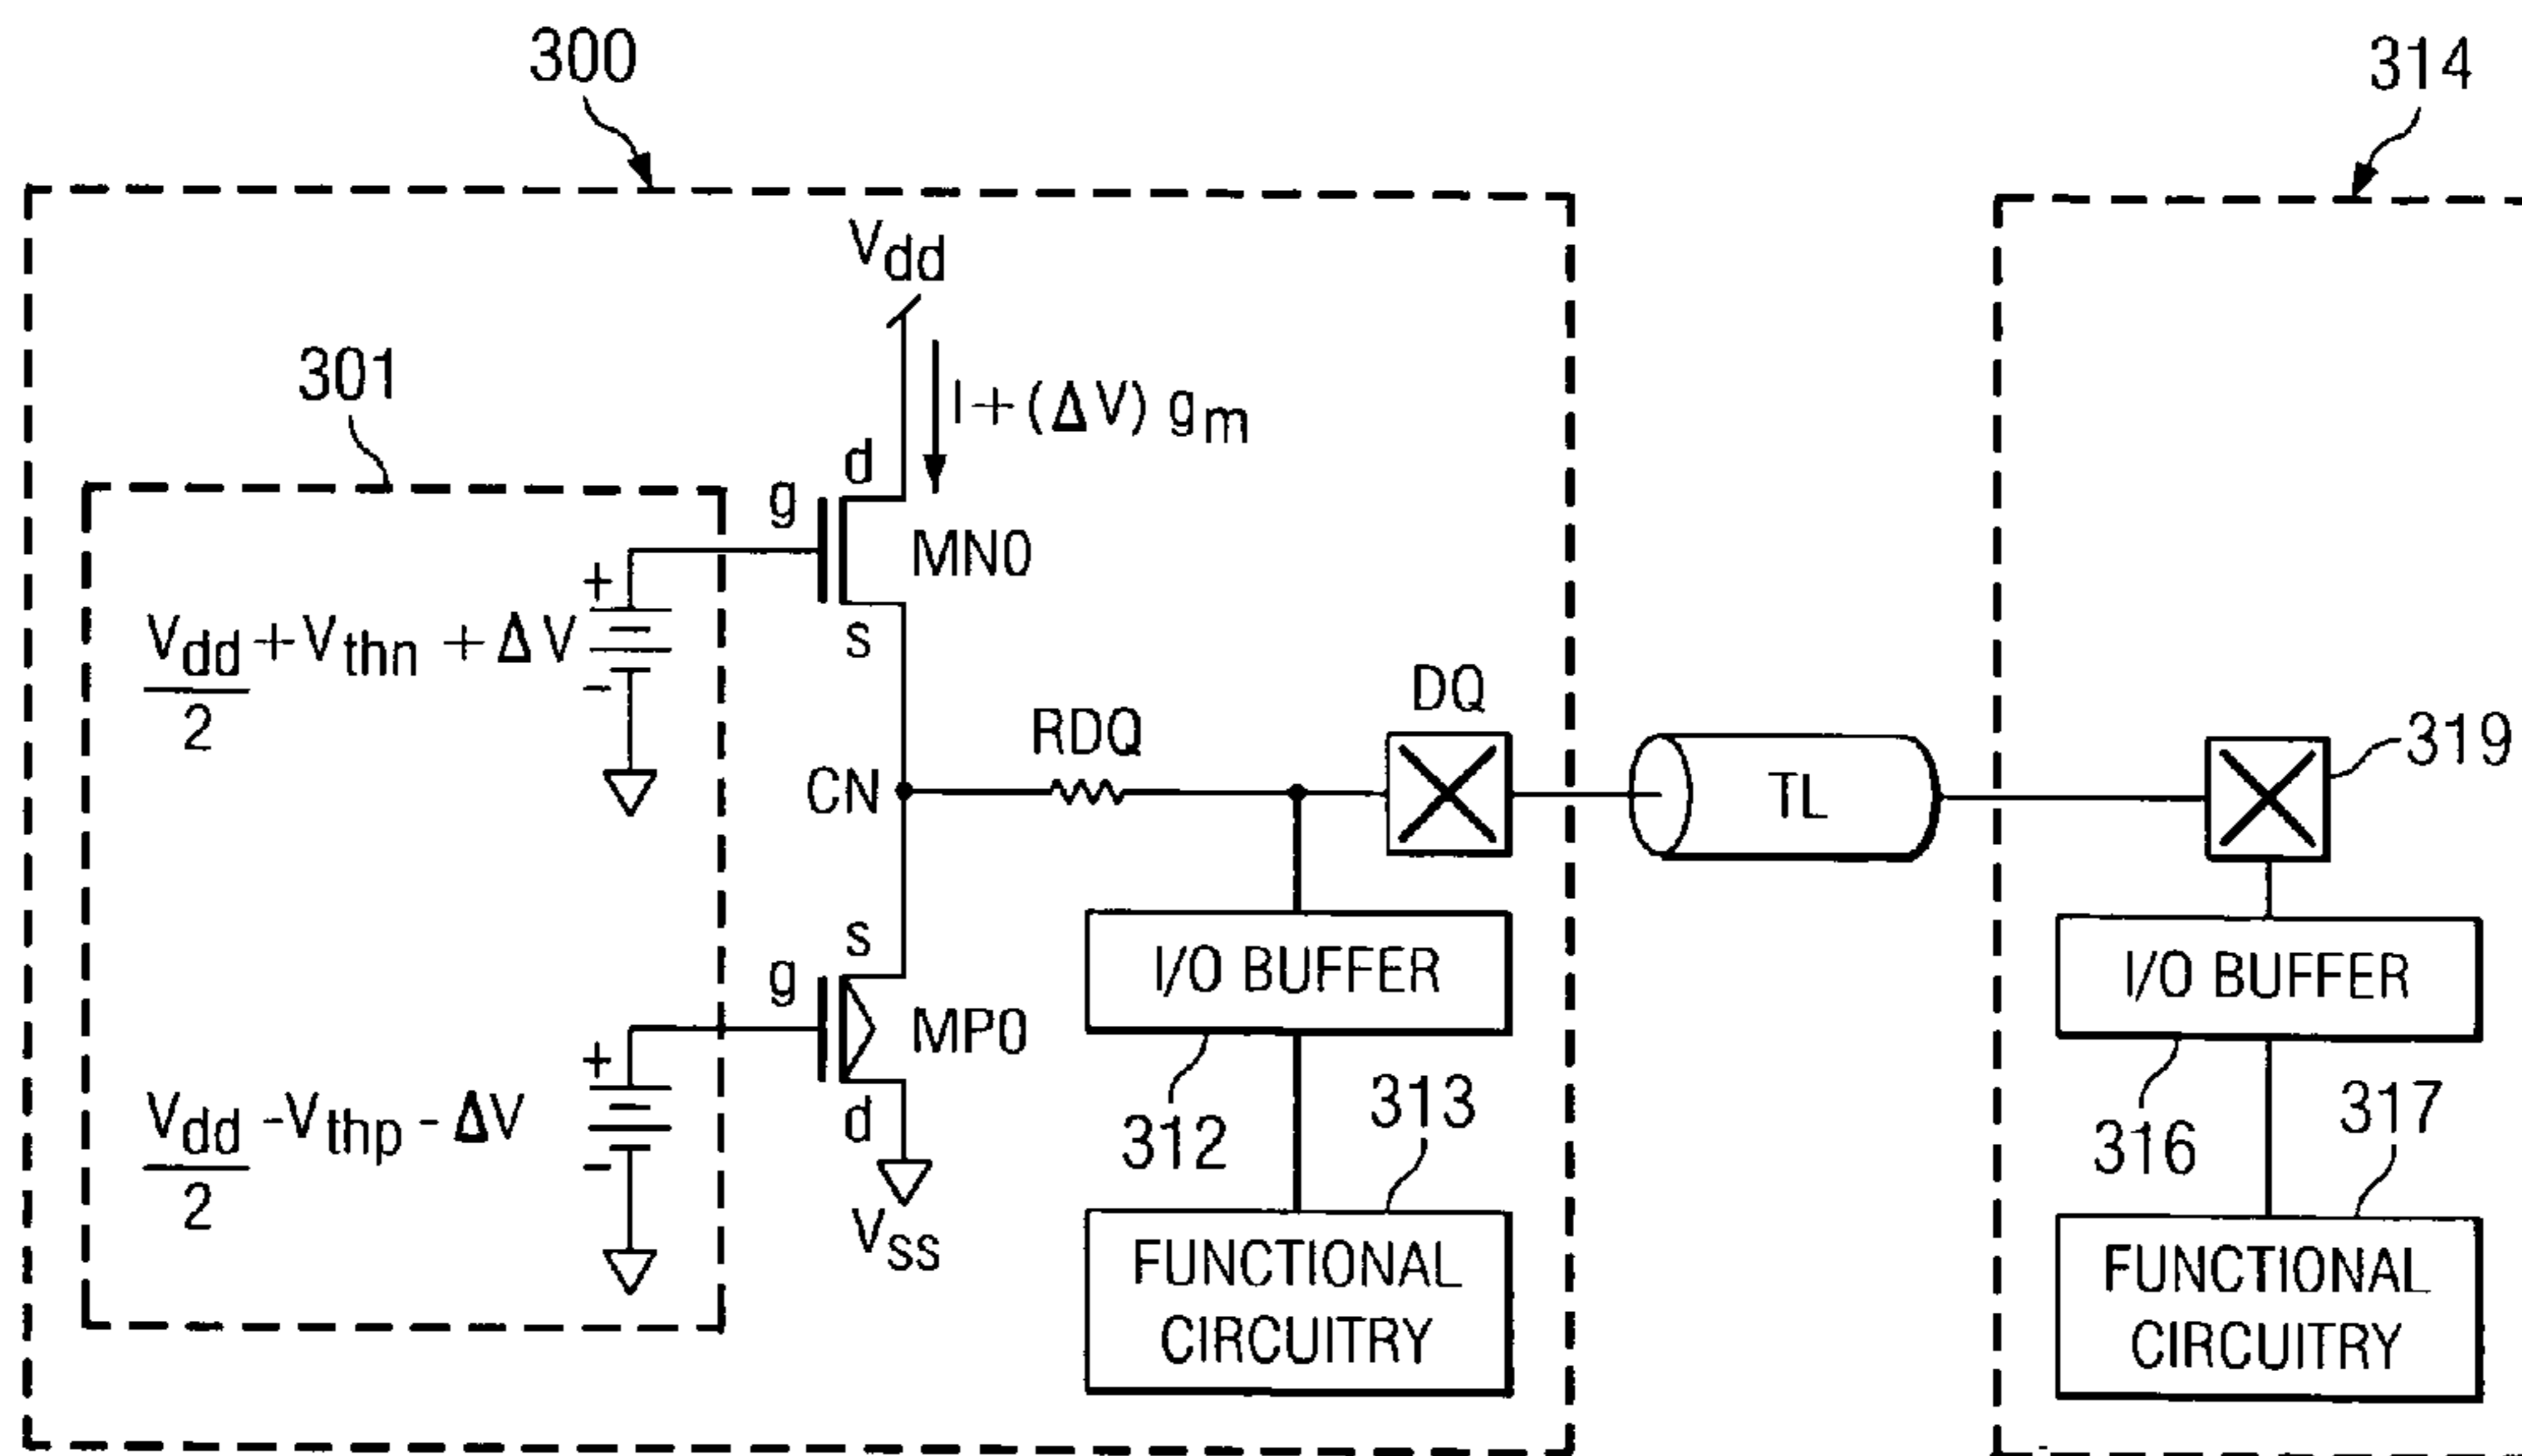 300
314
Vdd
301
I+(ΔV) gm
d
g
MN0
s
Vdd/2 +Vthn +ΔV
+
-
DQ
RDQ
CN
TL
319
s
g
MP0
d
Vdd/2 -Vthp -ΔV
+
-
Vss
I/O BUFFER
312
313
FUNCTIONAL
CIRCUITRY
I/O BUFFER
316
317
FUNCTIONAL
CIRCUITRY